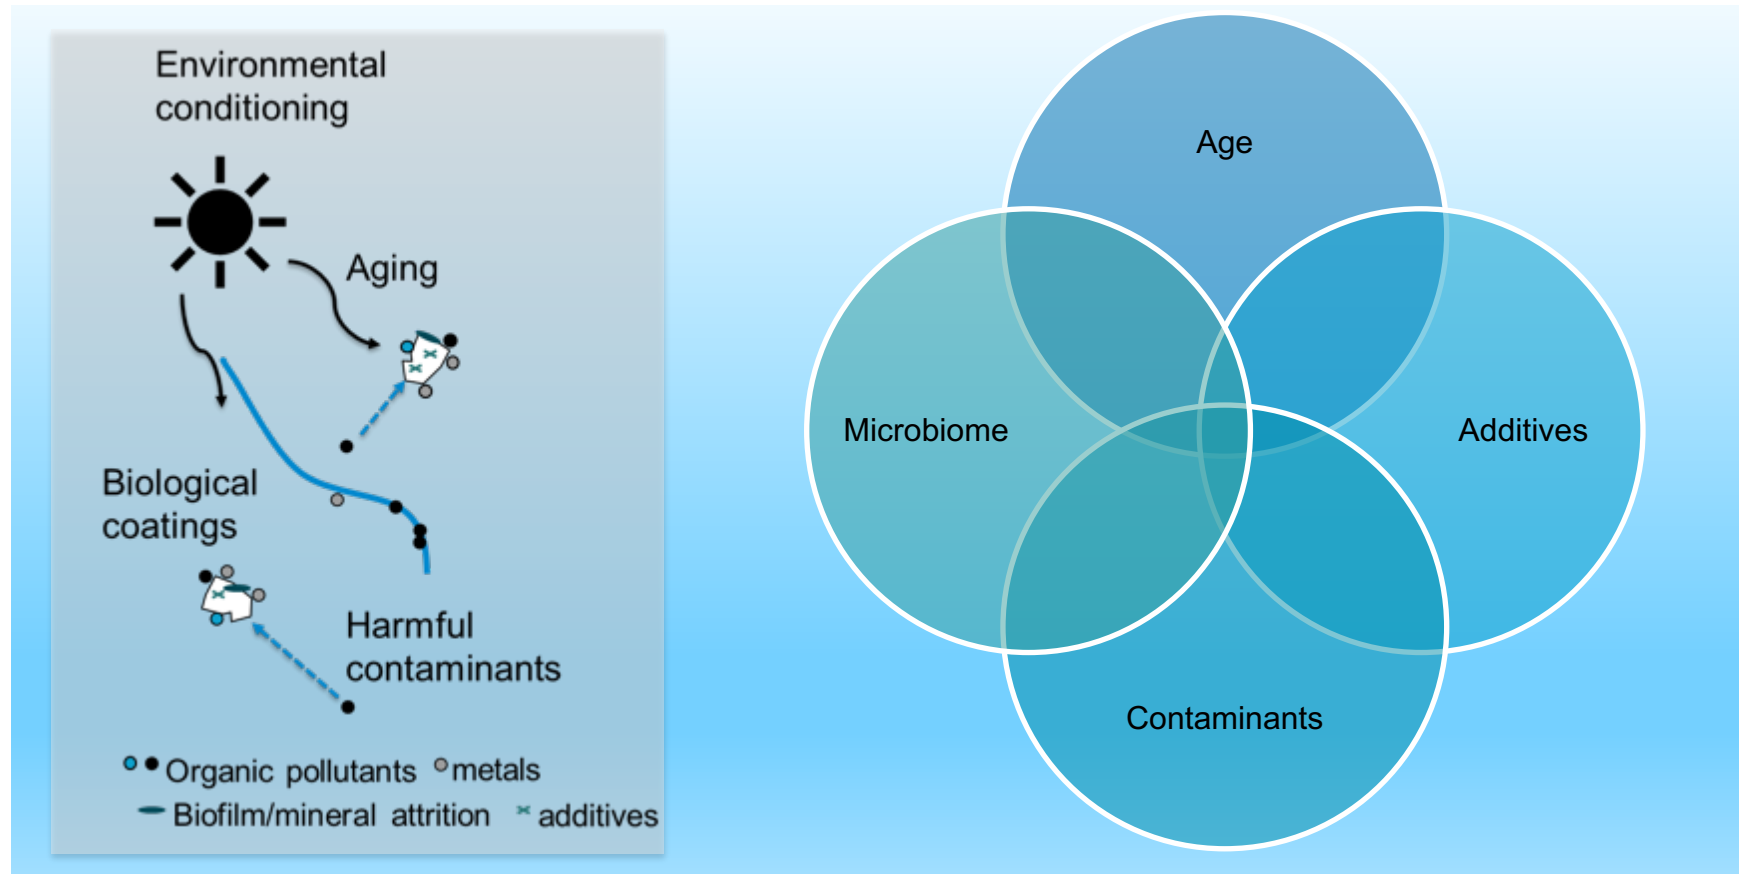 Environmental
conditioning
Aging
Biological
coatings
Harmful
contaminants
Organic pollutants metals
Biofilm/mineral attrition additives
Age
Microbiome
Additives
Contaminants